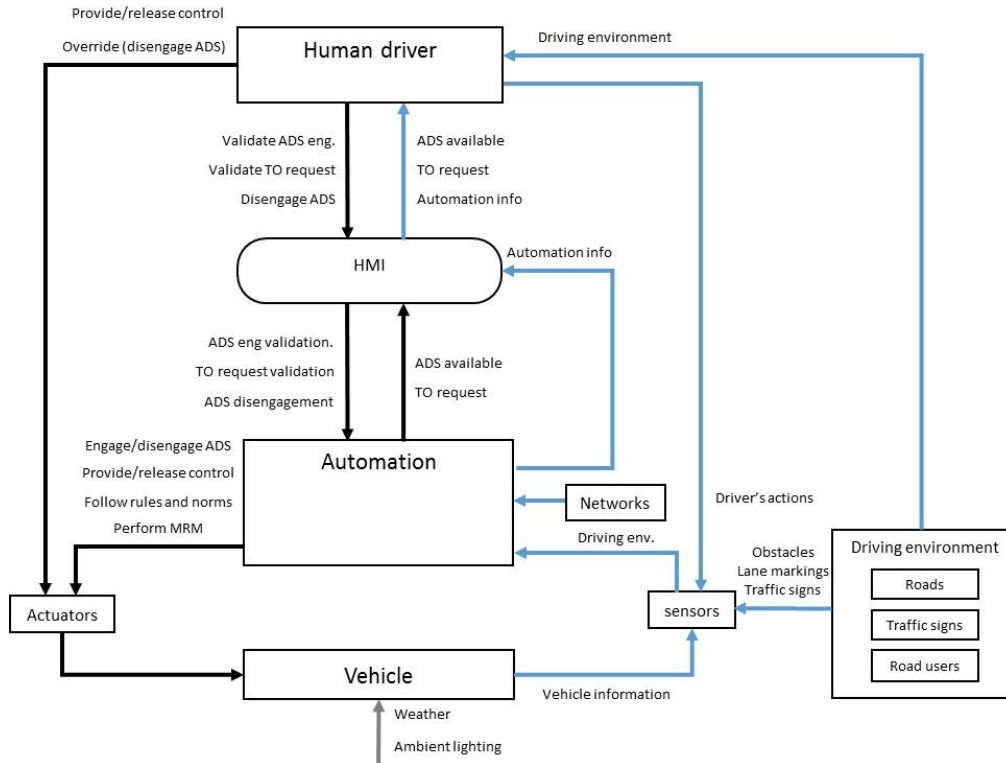 Provide/release control
Override (disengage ADS)
Human driver
Driving environment
Validate ADS eng.
Validate TO request
Disengage ADS
ADS available
TO request
Automation info
HMI
Automation info
ADS eng validation.
TO request validation
ADS disengagement
ADS available
TO request
Engage/disengage ADS
Provide/release control
Follow rules and norms
Perform MRM
Automation
Networks
Driver's actions
Driving env.
Obstacles
Lane markings
Traffic signs
Driving environment
Roads
Traffic signs
Road users
Actuators
sensors
Vehicle
Vehicle information
Weather
Ambient lighting